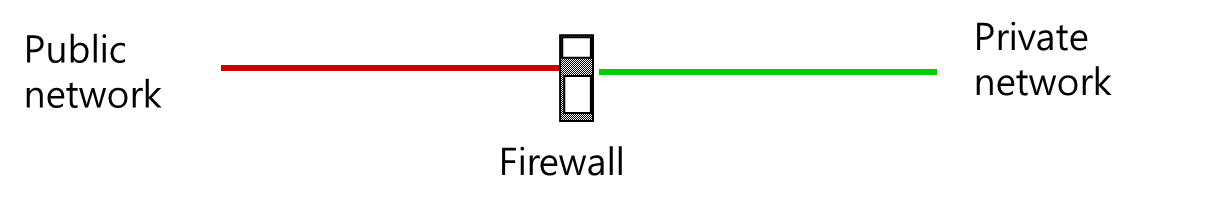 Public
network
Firewall
Private
network